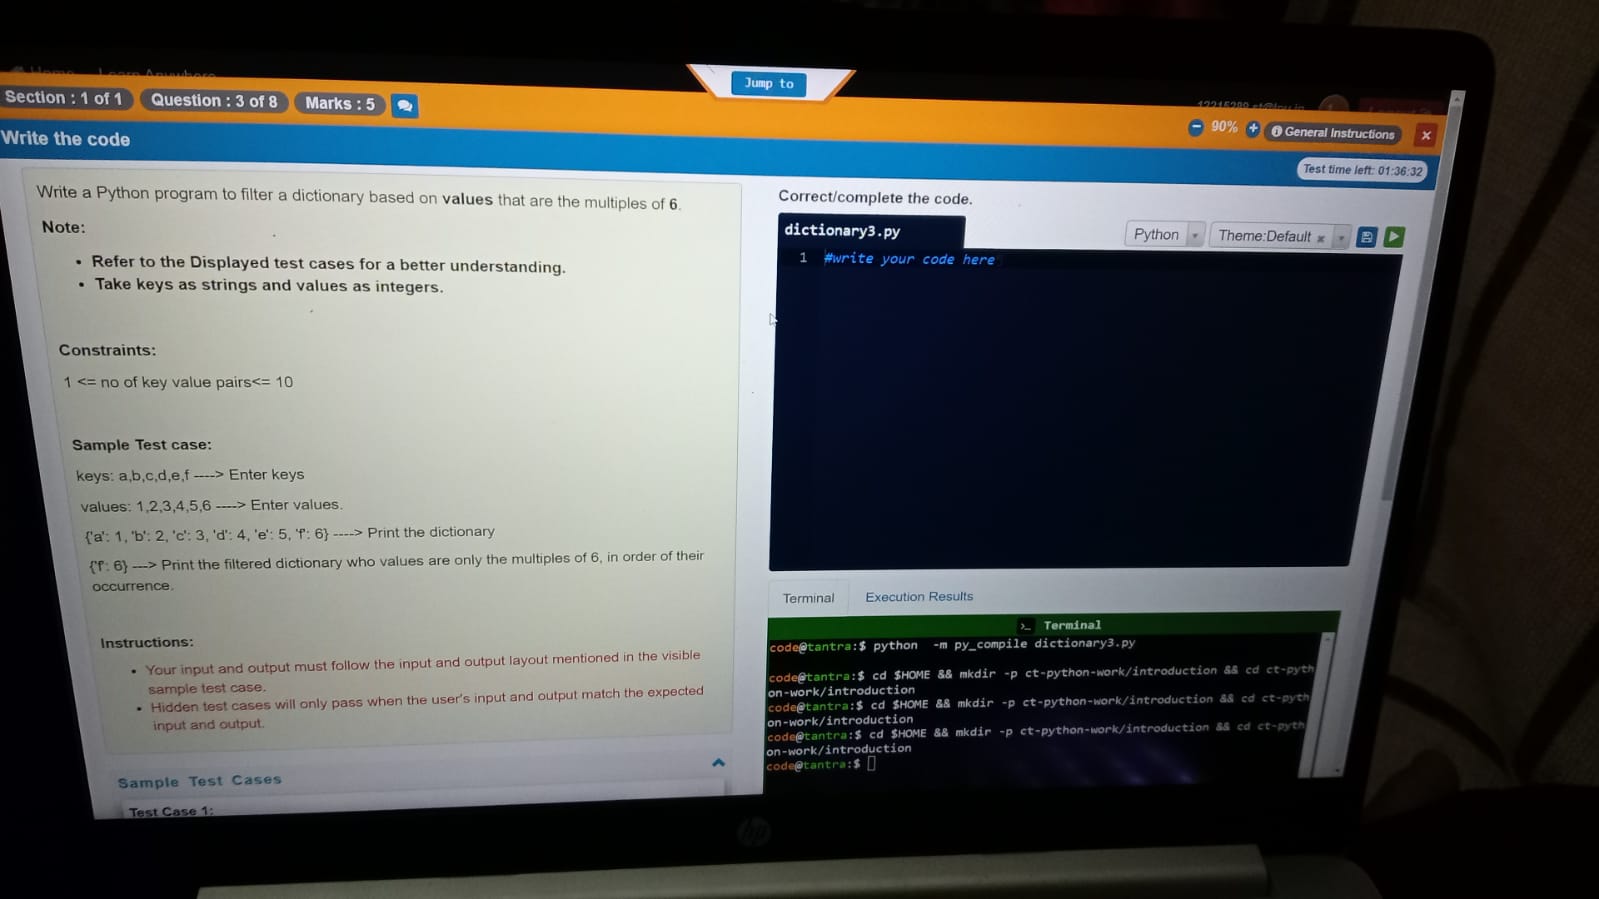 Home Learn Anywhere
Section : 1 of 1 Question : 3 of 8 Marks : 5
Jump to
90% General Instructions
Write the code
Test time left: 01:36:32
Write a Python program to filter a dictionary based on values that are the multiples of 6.
Note:
• Refer to the Displayed test cases for a better understanding.
• Take keys as strings and values as integers.
Constraints:
1 <= no of key value pairs<= 10
Sample Test case:
keys: a,b,c,d,e,f ----> Enter keys
values: 1,2,3,4,5,6 ----> Enter values.
{'a': 1, 'b': 2, 'c': 3, 'd': 4, 'e': 5, 'f': 6} ----> Print the dictionary
{'f': 6} ---> Print the filtered dictionary who values are only the multiples of 6, in order of their
occurrence.
Instructions:
• Your input and output must follow the input and output layout mentioned in the visible
sample test case.
• Hidden test cases will only pass when the user's input and output match the expected
input and output.
Sample Test Cases
Test Case 1:
Correct/complete the code.
dictionary3.py
Python Theme:Default
1 #write your code here
Terminal Execution Results
Terminal
code@tantra:$ python -m py_compile dictionary3.py
code@tantra:$ cd $HOME && mkdir -p ct-python-work/introduction && cd ct-pyth
on-work/introduction
code@tantra:$ cd $HOME && mkdir -p ct-python-work/introduction && cd ct-pyth
on-work/introduction
code@tantra:$ cd $HOME && mkdir -p ct-python-work/introduction && cd ct-pyth
on-work/introduction
code@tantra:$
hp